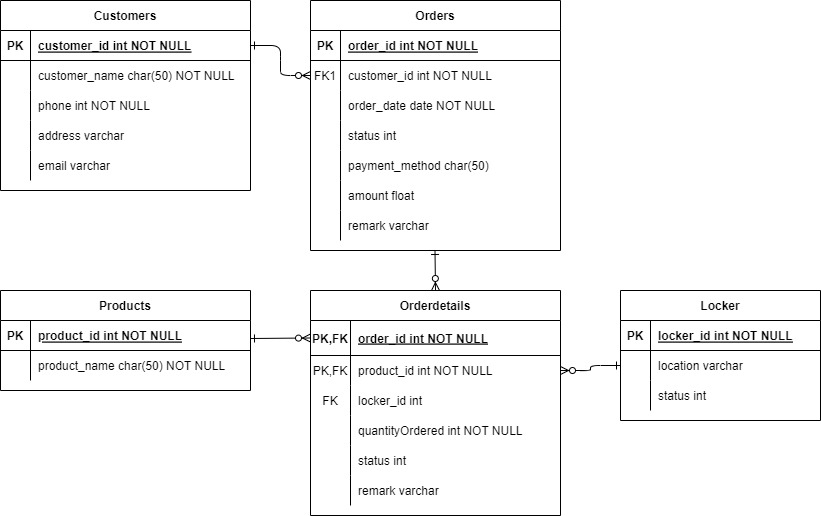 Customers
PK customer_id int NOT NULL
customer_name char(50) NOT NULL
phone int NOT NULL
address varchar
email varchar
Orders
PK order_id int NOT NULL
FK1 customer_id int NOT NULL
order_date date NOT NULL
status int
payment_method char(50)
amount float
remark varchar
Products
PK product_id int NOT NULL
product_name char(50) NOT NULL
Orderdetails
PK,FK order_id int NOT NULL
PK,FK product_id int NOT NULL
FK locker_id int
quantityOrdered int NOT NULL
status int
remark varchar
Locker
PK locker_id int NOT NULL
location varchar
status int